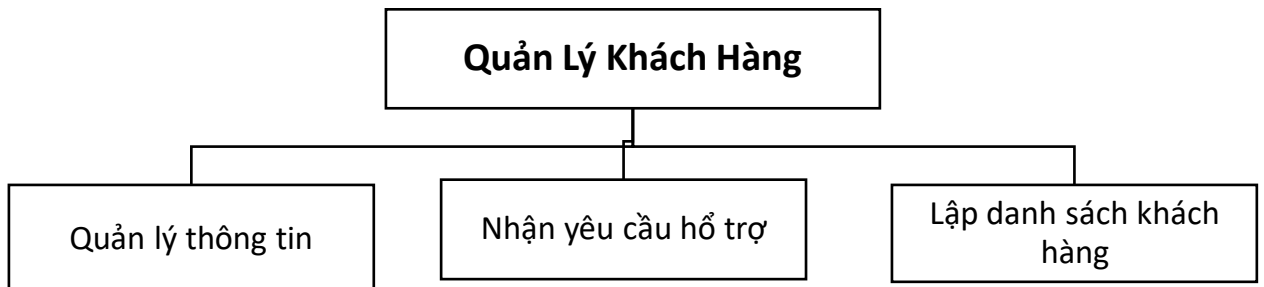 Quản Lý Khách Hàng
Quản lý thông tin
Nhận yêu cầu hổ trợ
Lập danh sách khách
hàng